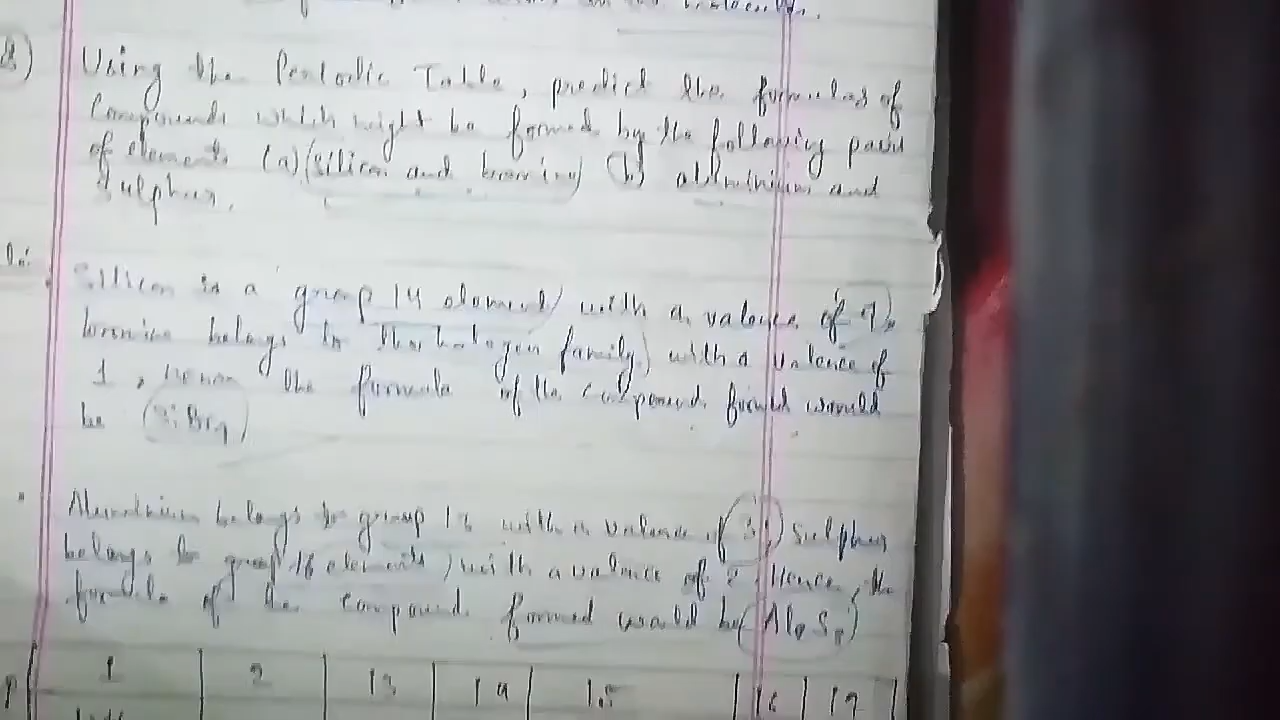 Using the Periodic Table, predict the formulas of
compounds which might be formed by the following pairs
of elements (a) (silicon and bromine) (b) aluminium and
Sulphur.
Silicon is a group 14 element) with a valence of 4),
bromine belongs to the halogen family) with a valence of
1, hence the formula of the compound formed would
be (SiBr4)
Aluminium belongs to group 13 with a valence of 3,) Sulphur
belongs to group 16 elements) with a valence of 2. Hence, the
formula of the compound formed would be (Al2S3)
1 2 13 14 15 16 17